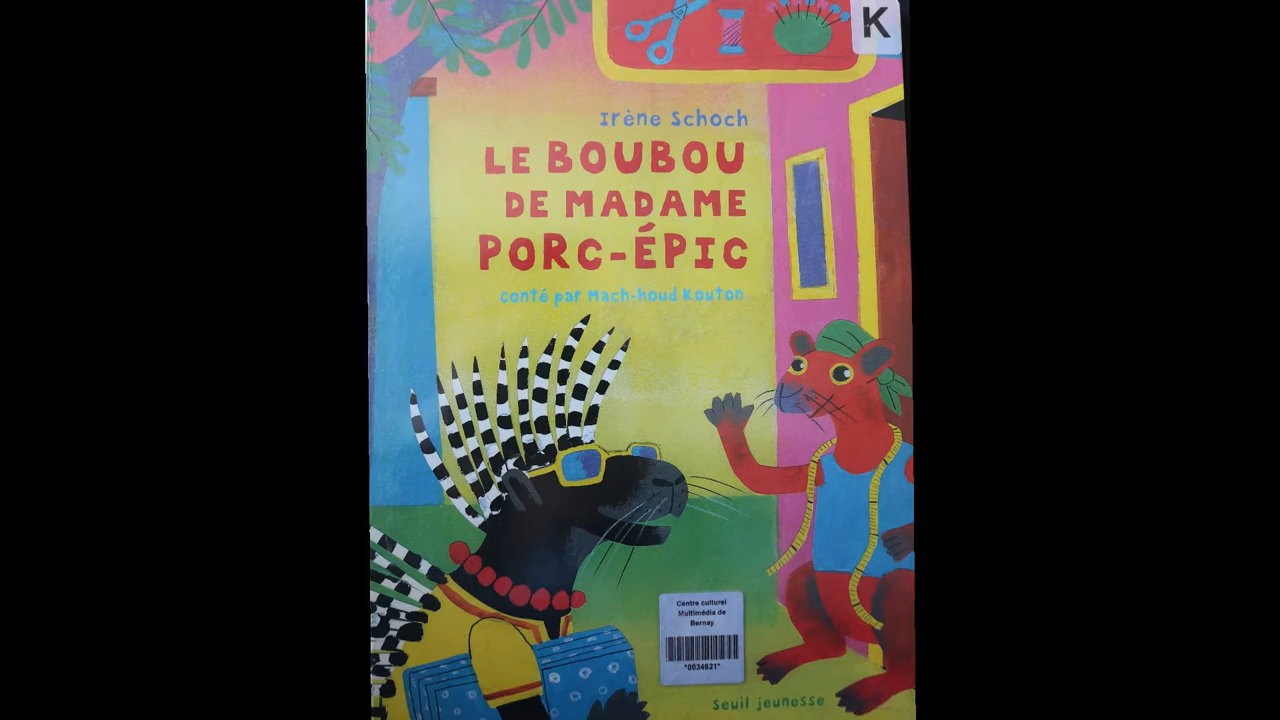 K
Irène Schoch
LE BOUBOU
DE MADAME
PORC-ÉPIC
conté par Mach-houd Kouton
Centre culturel
Multimédia de
Bernay
*0034621*
Seuil jeunesse